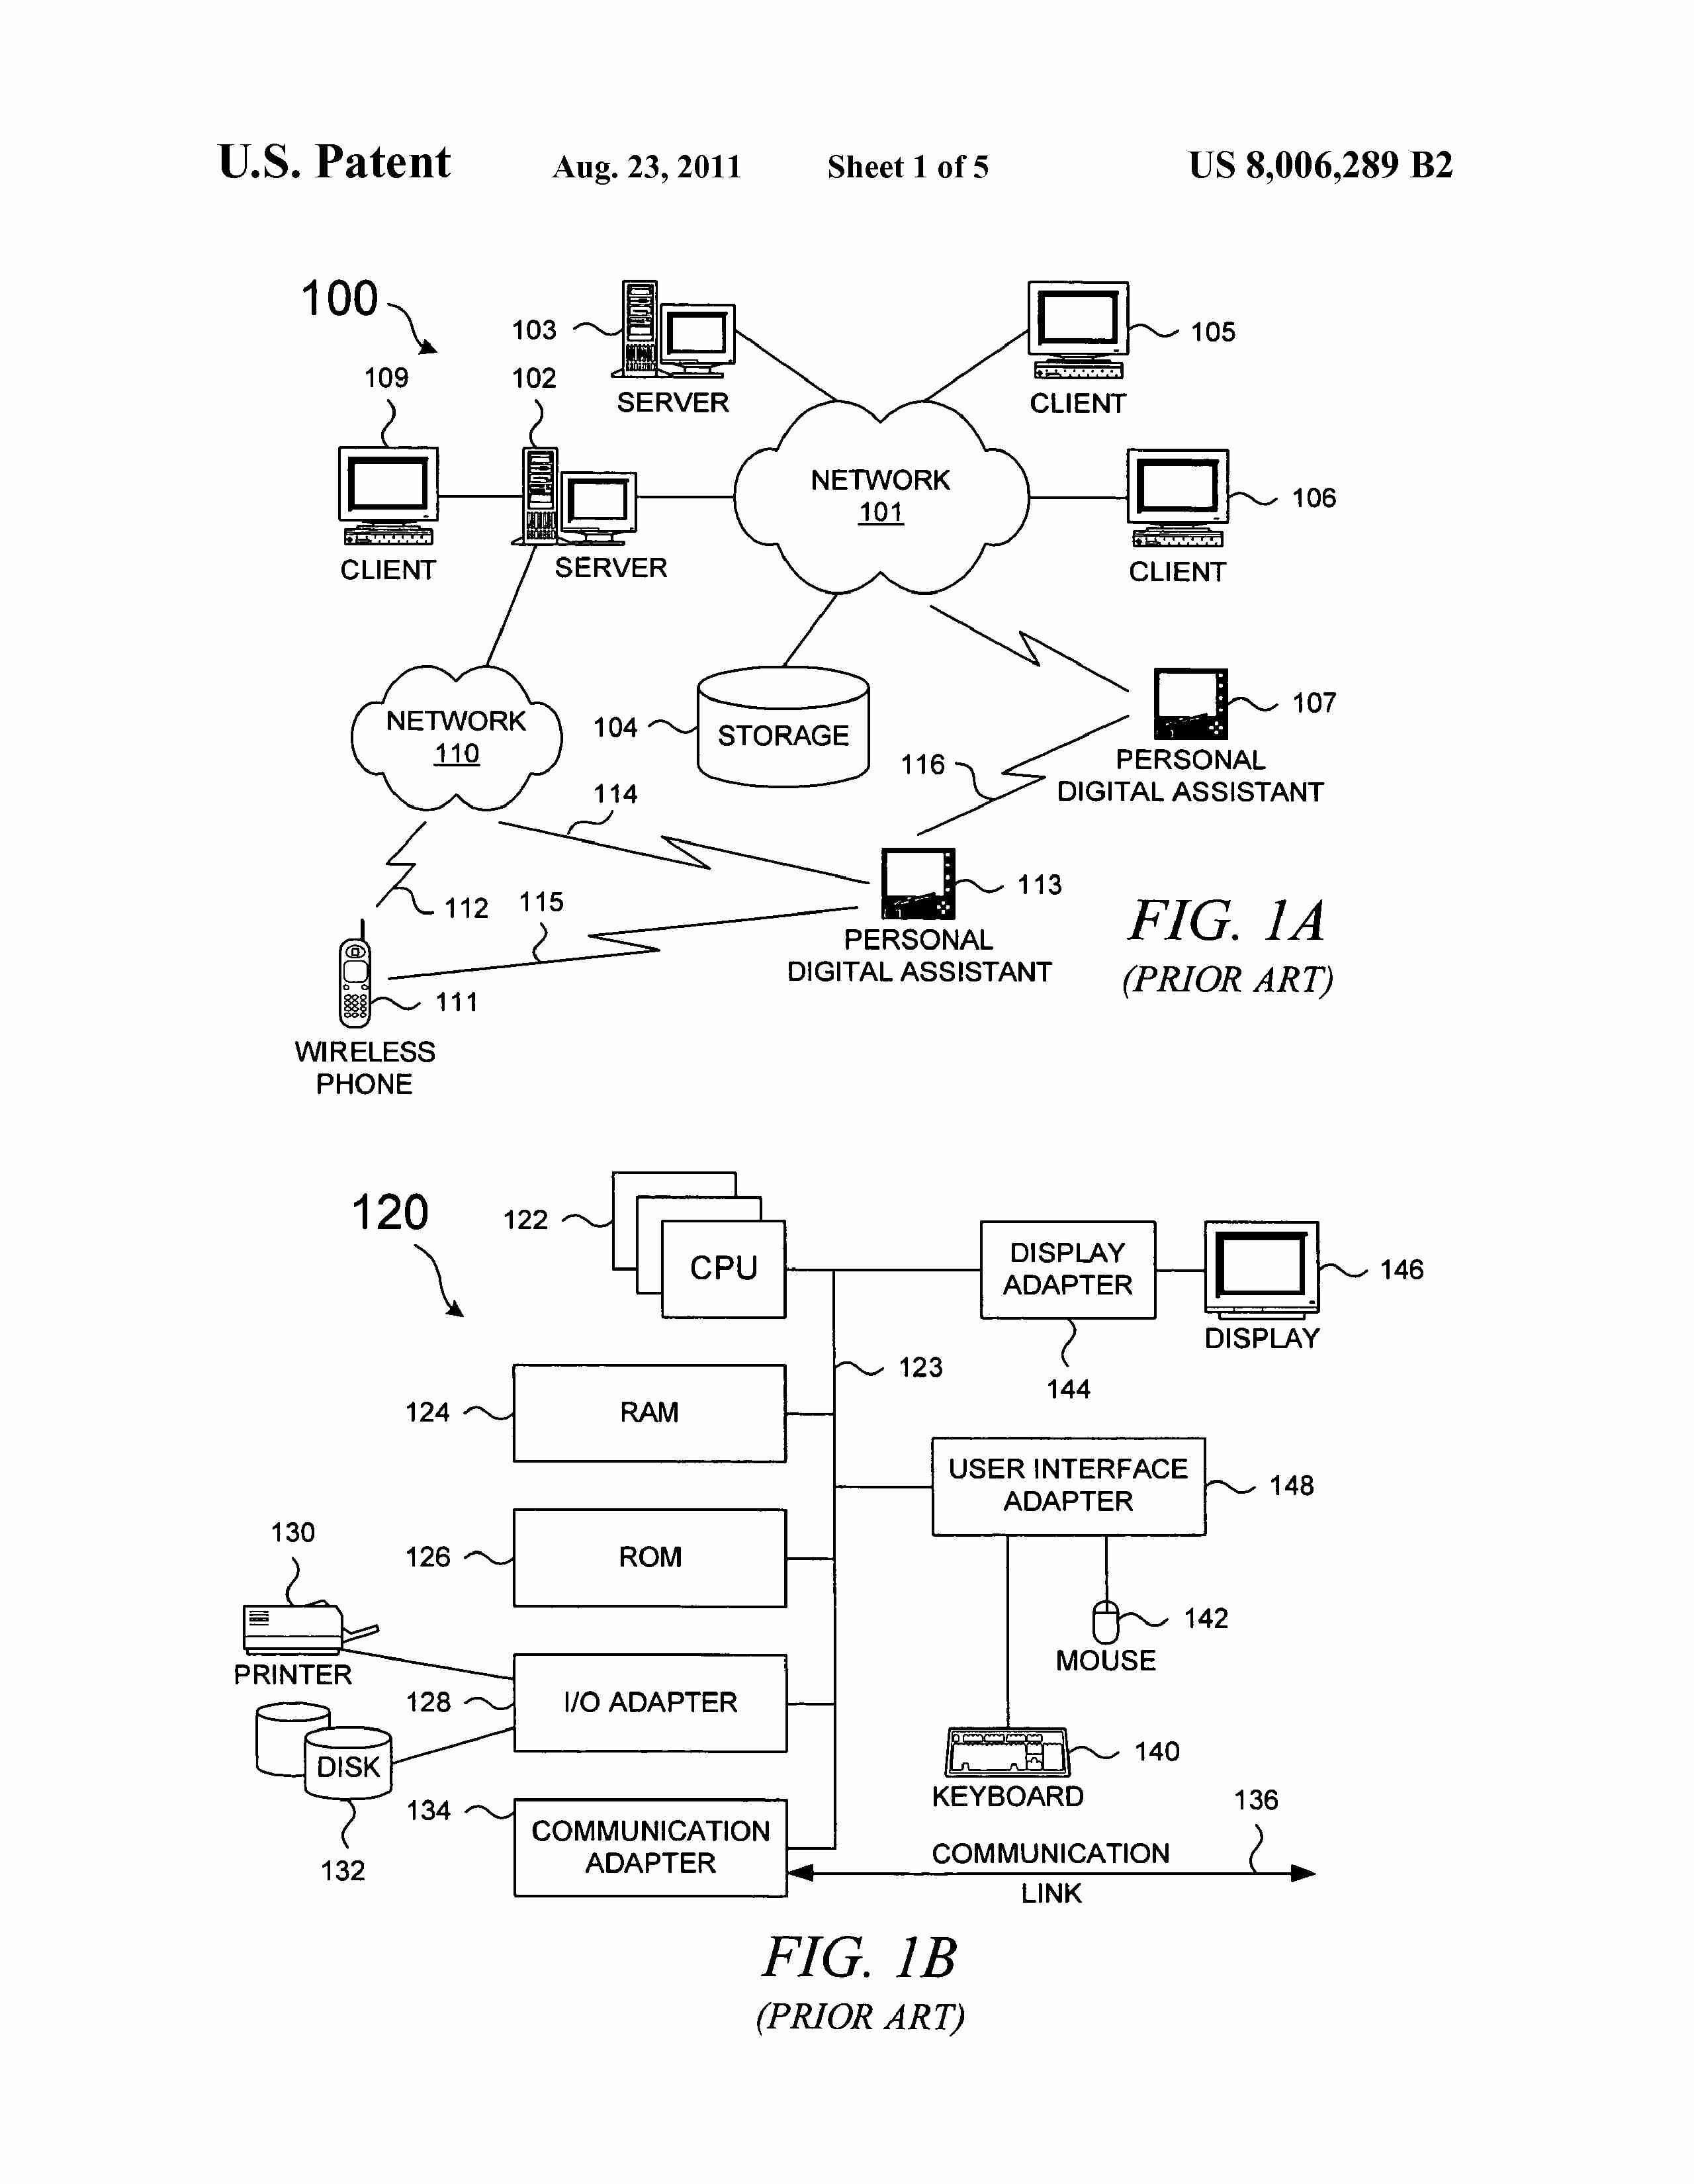 U.S. Patent Aug. 23, 2011 Sheet 1 of 5 US 8,006,289 B2
100
103
SERVER
105
CLIENT
109
102
CLIENT
SERVER
NETWORK
101
106
CLIENT
NETWORK
110
104
STORAGE
107
PERSONAL
DIGITAL ASSISTANT
116
114
112
115
113
PERSONAL
DIGITAL ASSISTANT
111
WIRELESS
PHONE
FIG. 1A
(PRIOR ART)
120
122
CPU
DISPLAY
ADAPTER
144
146
DISPLAY
123
124
RAM
USER INTERFACE
ADAPTER
148
126
ROM
130
PRINTER
142
MOUSE
128
I/O ADAPTER
DISK
132
140
KEYBOARD
134
COMMUNICATION
ADAPTER
136
COMMUNICATION
LINK
FIG. 1B
(PRIOR ART)